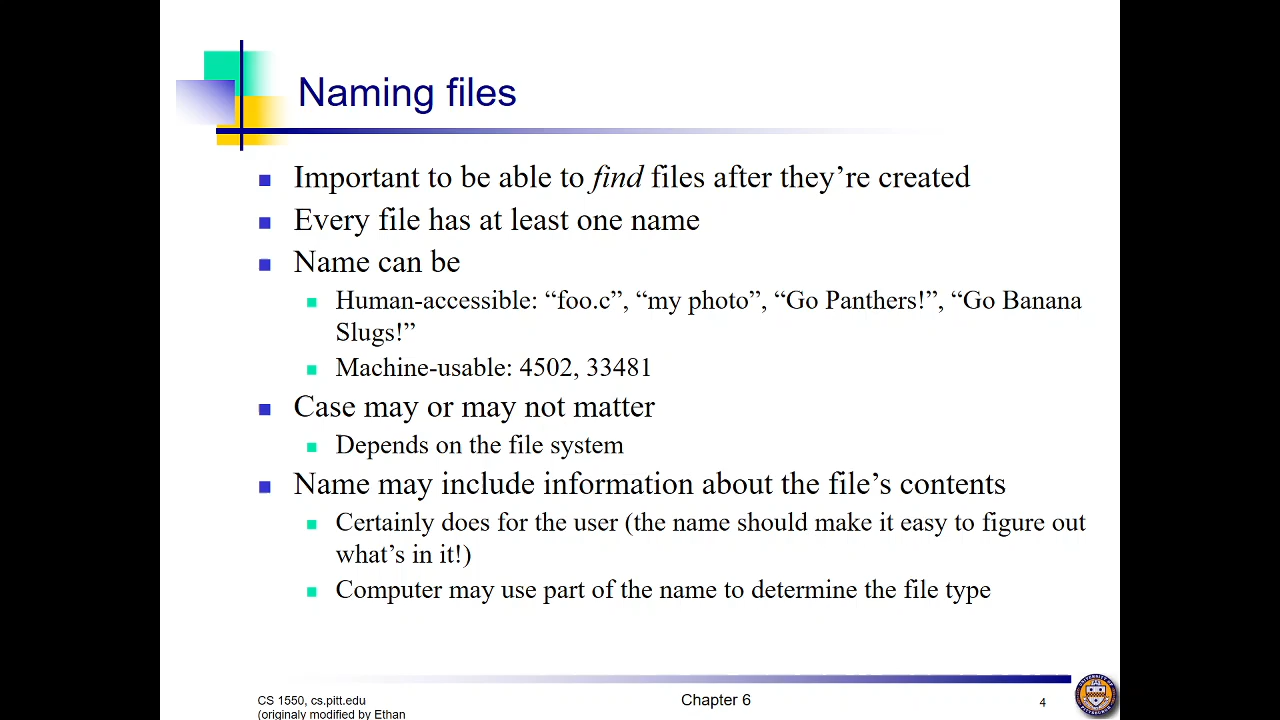 Naming files
Important to be able to find files after they’re created
Every file has at least one name
Name can be
Human-accessible: “foo.c”, “my photo”, “Go Panthers!”, “Go Banana
Slugs!”
Machine-usable: 4502, 33481
Case may or may not matter
Depends on the file system
Name may include information about the file’s contents
Certainly does for the user (the name should make it easy to figure out
what’s in it!)
Computer may use part of the name to determine the file type
CS 1550, cs.pitt.edu
(originaly modified by Ethan
Chapter 6
4